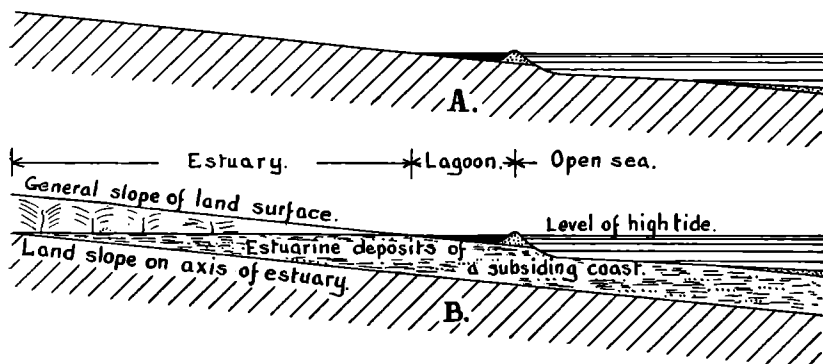 A.
Estuary. Lagoon. Open sea.
General slope of land surface.
Level of high tide.
Estuarine deposits of
a subsiding coast.
Land slope on axis of estuary.
B.